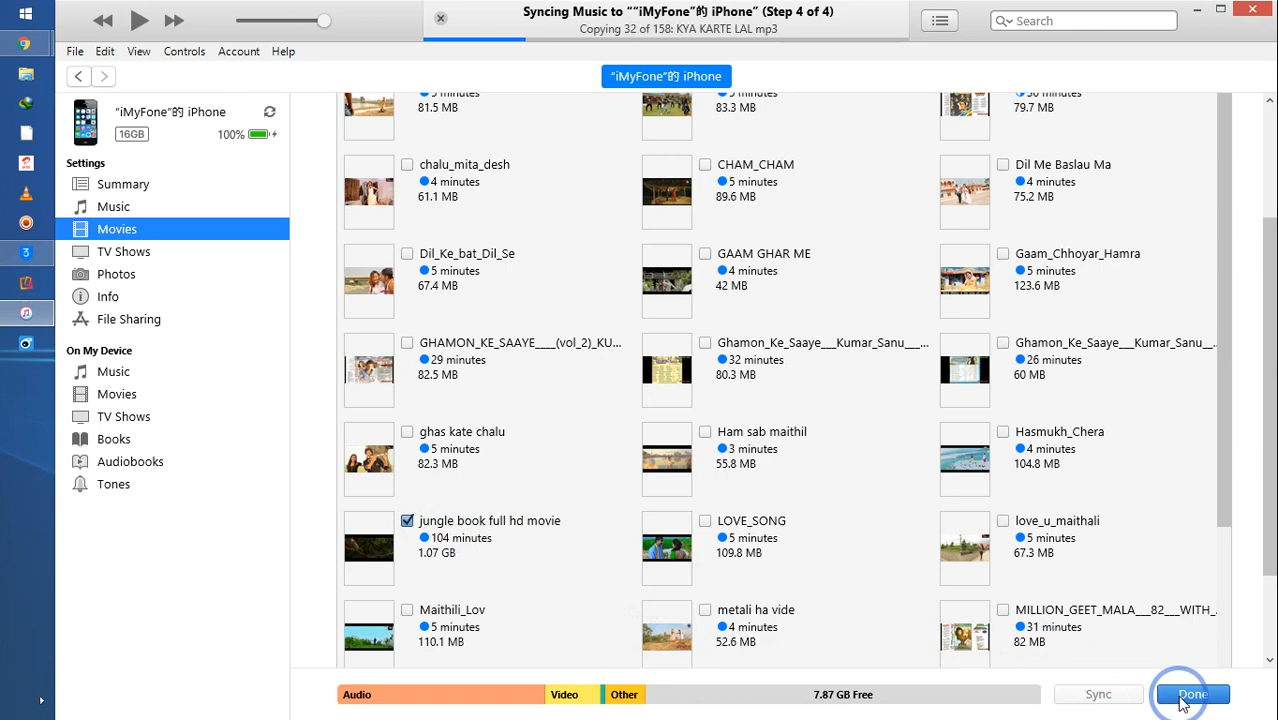 Syncing Music to ““iMyFone”的 iPhone” (Step 4 of 4)
Copying 32 of 158: KYA KARTE LAL mp3
Search
File Edit View Controls Account Help
“iMyFone”的 iPhone
“iMyFone”的 iPhone
16GB 100%
Settings
Summary
Music
Movies
TV Shows
Photos
Info
File Sharing
On My Device
Music
Movies
TV Shows
Books
Audiobooks
Tones
81.5 MB 83.3 MB 79.7 MB
chalu_mita_desh CHAM_CHAM Dil Me Baslau Ma
4 minutes 5 minutes 4 minutes
61.1 MB 89.6 MB 75.2 MB
Dil_Ke_bat_Dil_Se GAAM GHAR ME Gaam_Chhoyar_Hamra
5 minutes 4 minutes 5 minutes
67.4 MB 42 MB 123.6 MB
GHAMON_KE_SAAYE____(vol_2)_KU... Ghamon_Ke_Saaye___Kumar_Sanu___... Ghamon_Ke_Saaye___Kumar_Sanu__...
29 minutes 32 minutes 26 minutes
82.5 MB 80.3 MB 60 MB
ghas kate chalu Ham sab maithil Hasmukh_Chera
5 minutes 3 minutes 4 minutes
82.3 MB 55.8 MB 104.8 MB
jungle book full hd movie LOVE_SONG love_u_maithali
104 minutes 5 minutes 5 minutes
1.07 GB 109.8 MB 67.3 MB
Maithili_Lov metali ha vide MILLION_GEET_MALA___82___WITH_...
5 minutes 4 minutes 31 minutes
110.1 MB 52.6 MB 82 MB
Audio Video Other 7.87 GB Free Sync Done